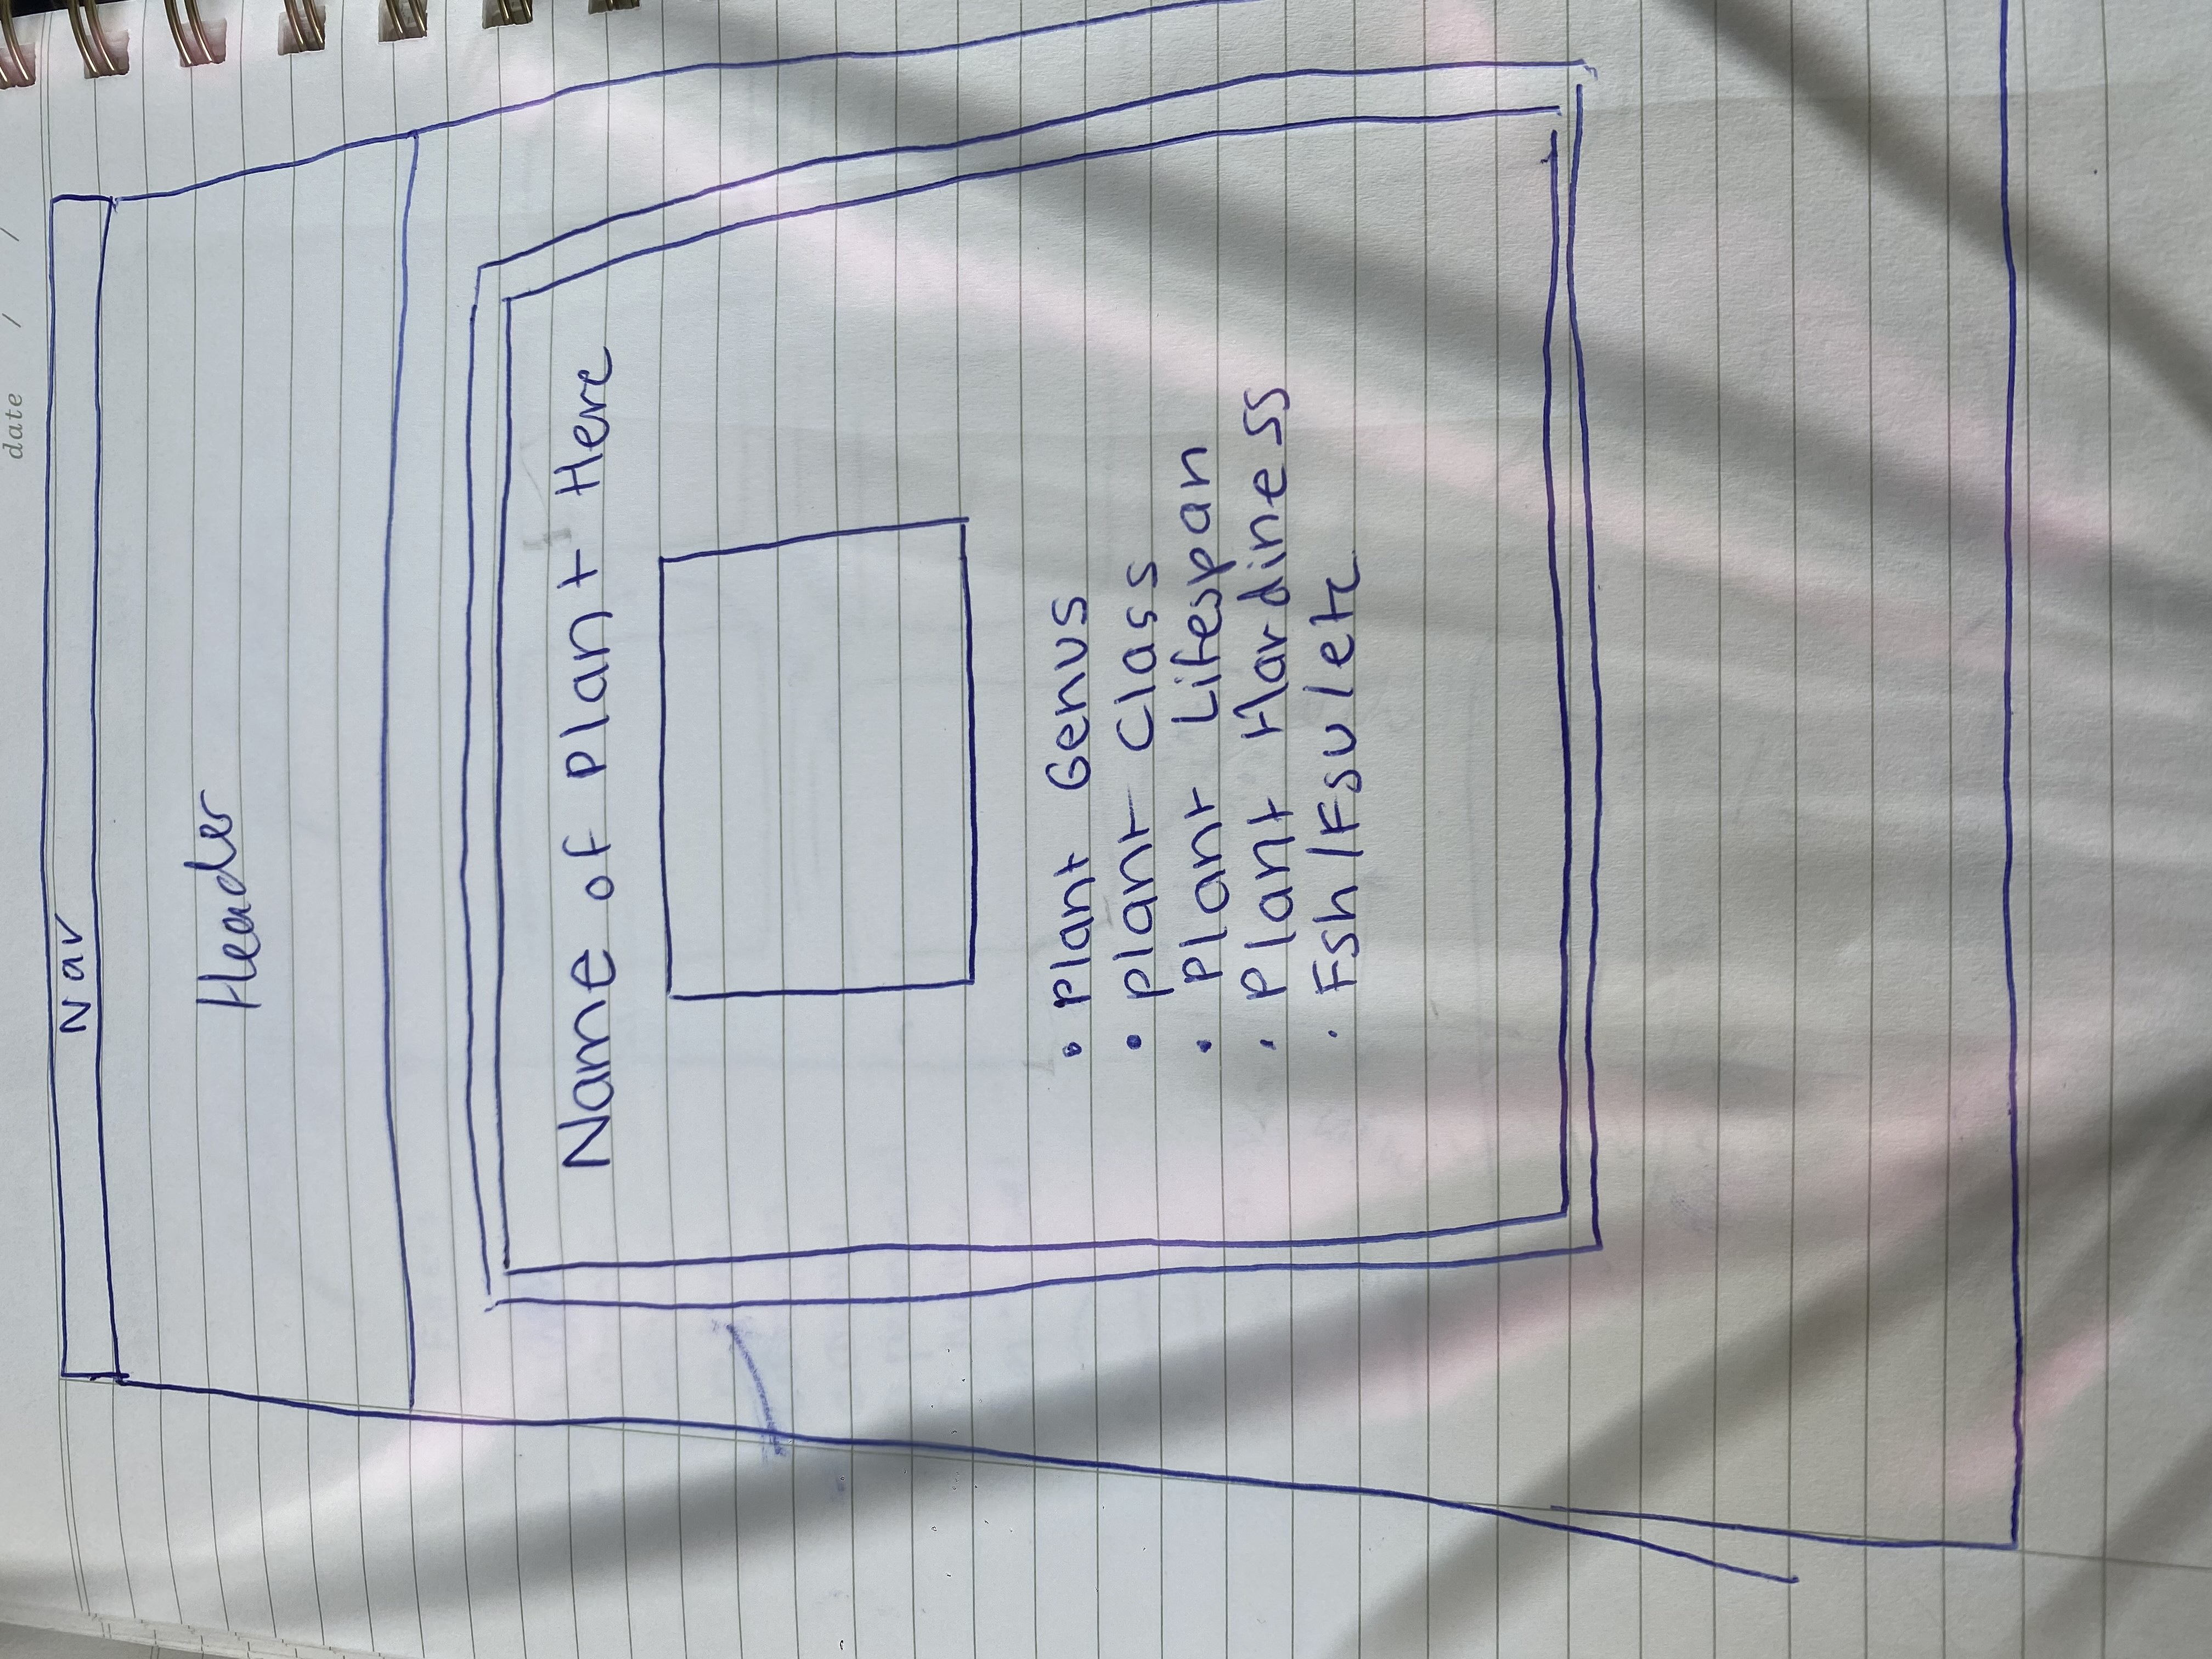 date / /
Nav
Header
Name of Plant Here
• Plant Genus
• plant Class
• Plant Lifespan
• Plant Hardiness
• Fsh/Fsu/etc